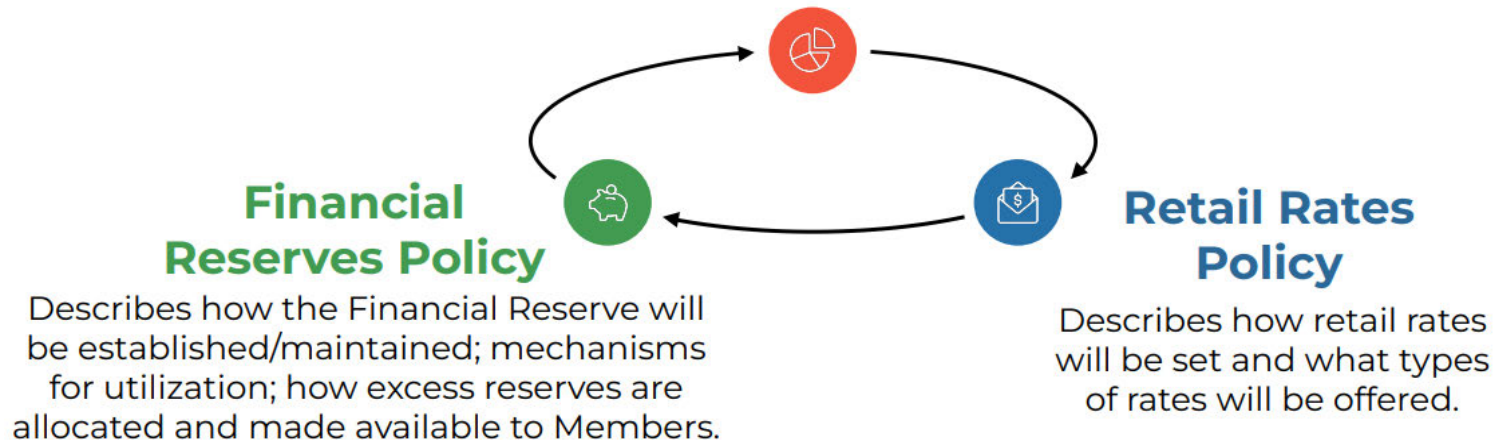 Financial
Reserves Policy
Describes how the Financial Reserve will
be established/maintained; mechanisms
for utilization; how excess reserves are
allocated and made available to Members.
$
Retail Rates
Policy
Describes how retail rates
will be set and what types
of rates will be offered.